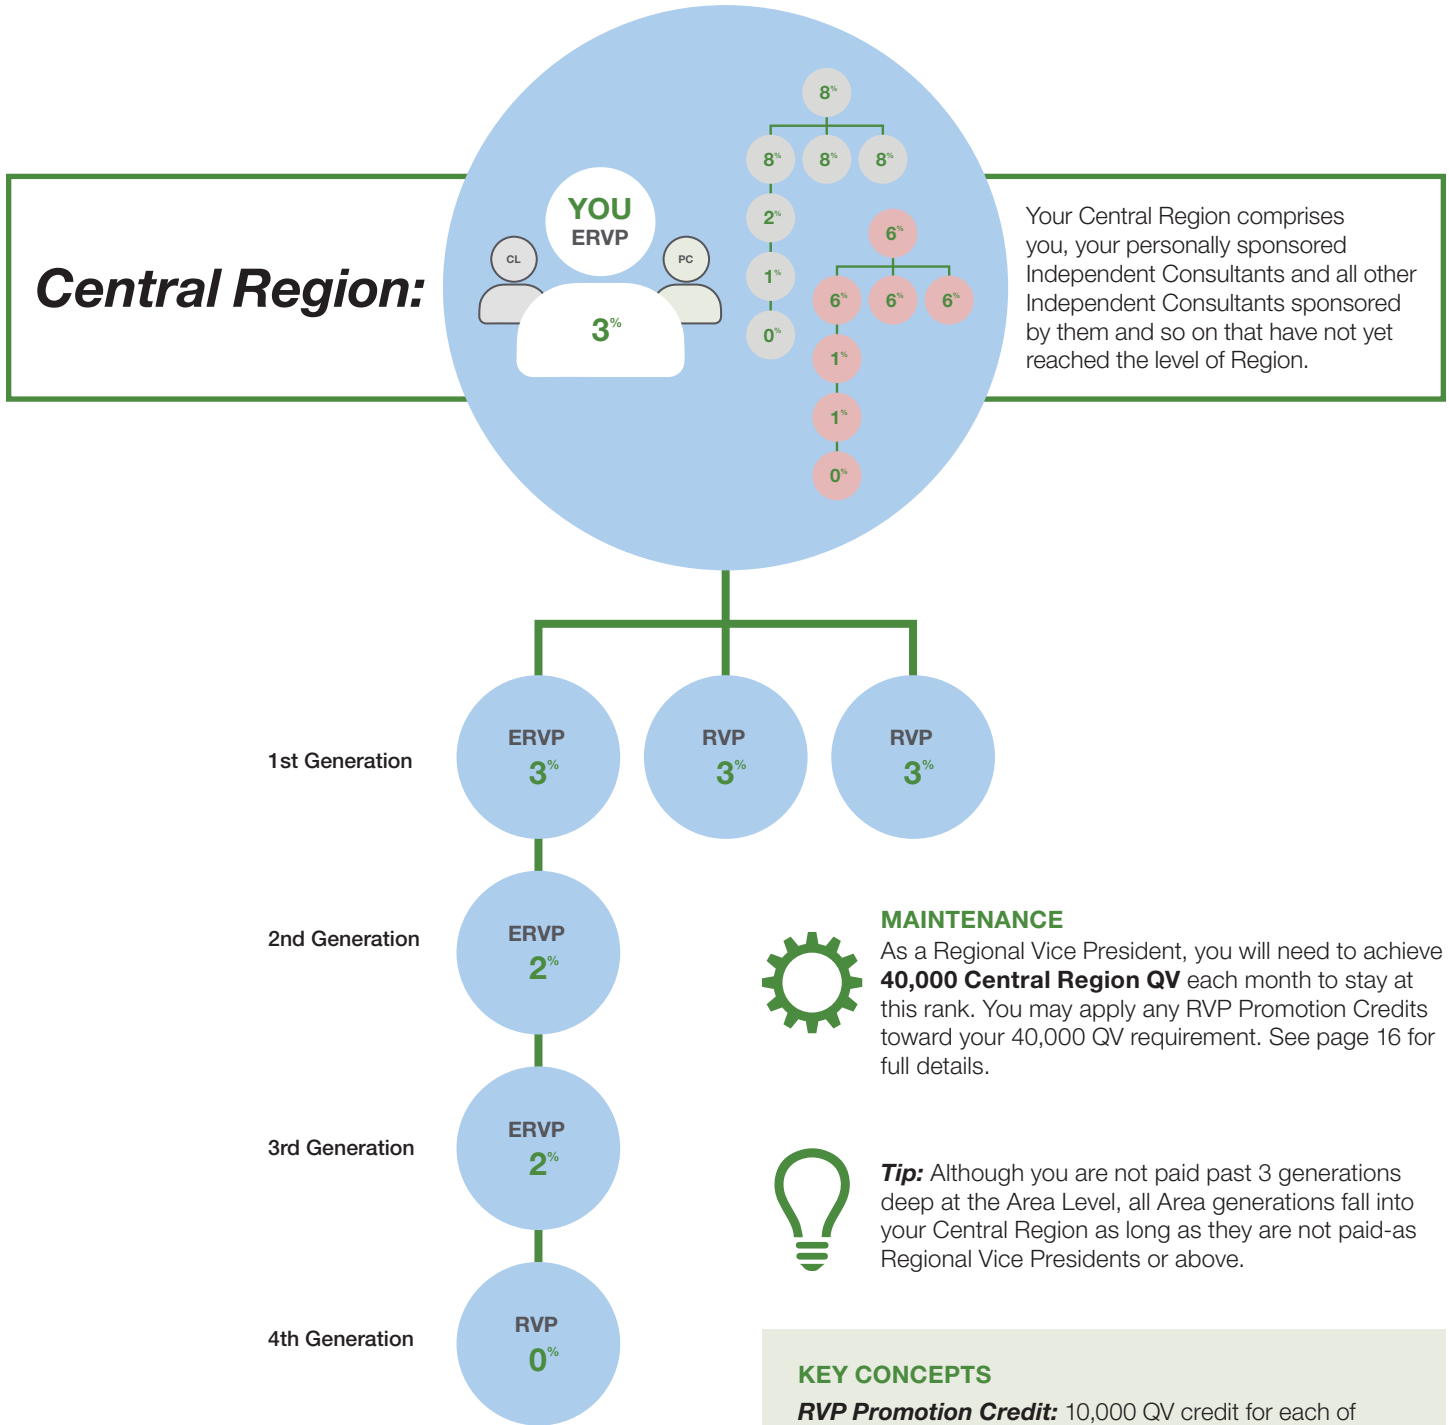 8%
8% 8% 8%
YOU
ERVP
2%
6%
CL
PC
1%
6% 6% 6%
3%
0%
1%
1%
0%
Central Region:
Your Central Region comprises
you, your personally sponsored
Independent Consultants and all other
Independent Consultants sponsored
by them and so on that have not yet
reached the level of Region.
1st Generation
ERVP
3%
RVP
3%
RVP
3%
2nd Generation
ERVP
2%
3rd Generation
ERVP
2%
4th Generation
RVP
0%
MAINTENANCE
As a Regional Vice President, you will need to achieve
40,000 Central Region QV each month to stay at
this rank. You may apply any RVP Promotion Credits
toward your 40,000 QV requirement. See page 16 for
full details.
Tip: Although you are not paid past 3 generations
deep at the Area Level, all Area generations fall into
your Central Region as long as they are not paid-as
Regional Vice Presidents or above.
KEY CONCEPTS
RVP Promotion Credit: 10,000 QV credit for each of